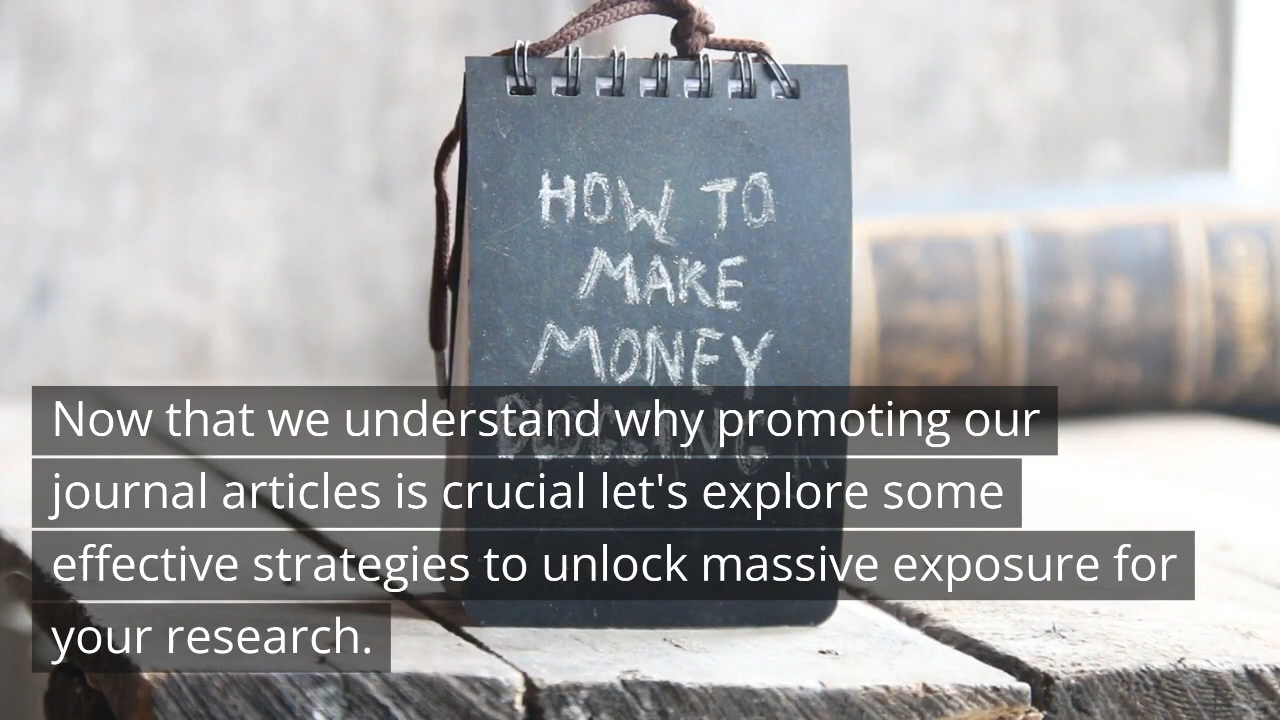 HOW TO
MAKE
MONEY
Now that we understand why promoting our
journal articles is crucial let's explore some
effective strategies to unlock massive exposure for
your research.